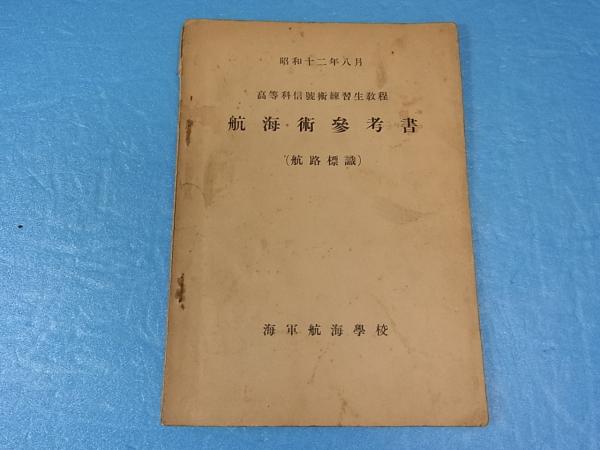 昭和十二年八月
高等科信號術練習生教程
航海術參考書
(航路標識)
海軍航海學校